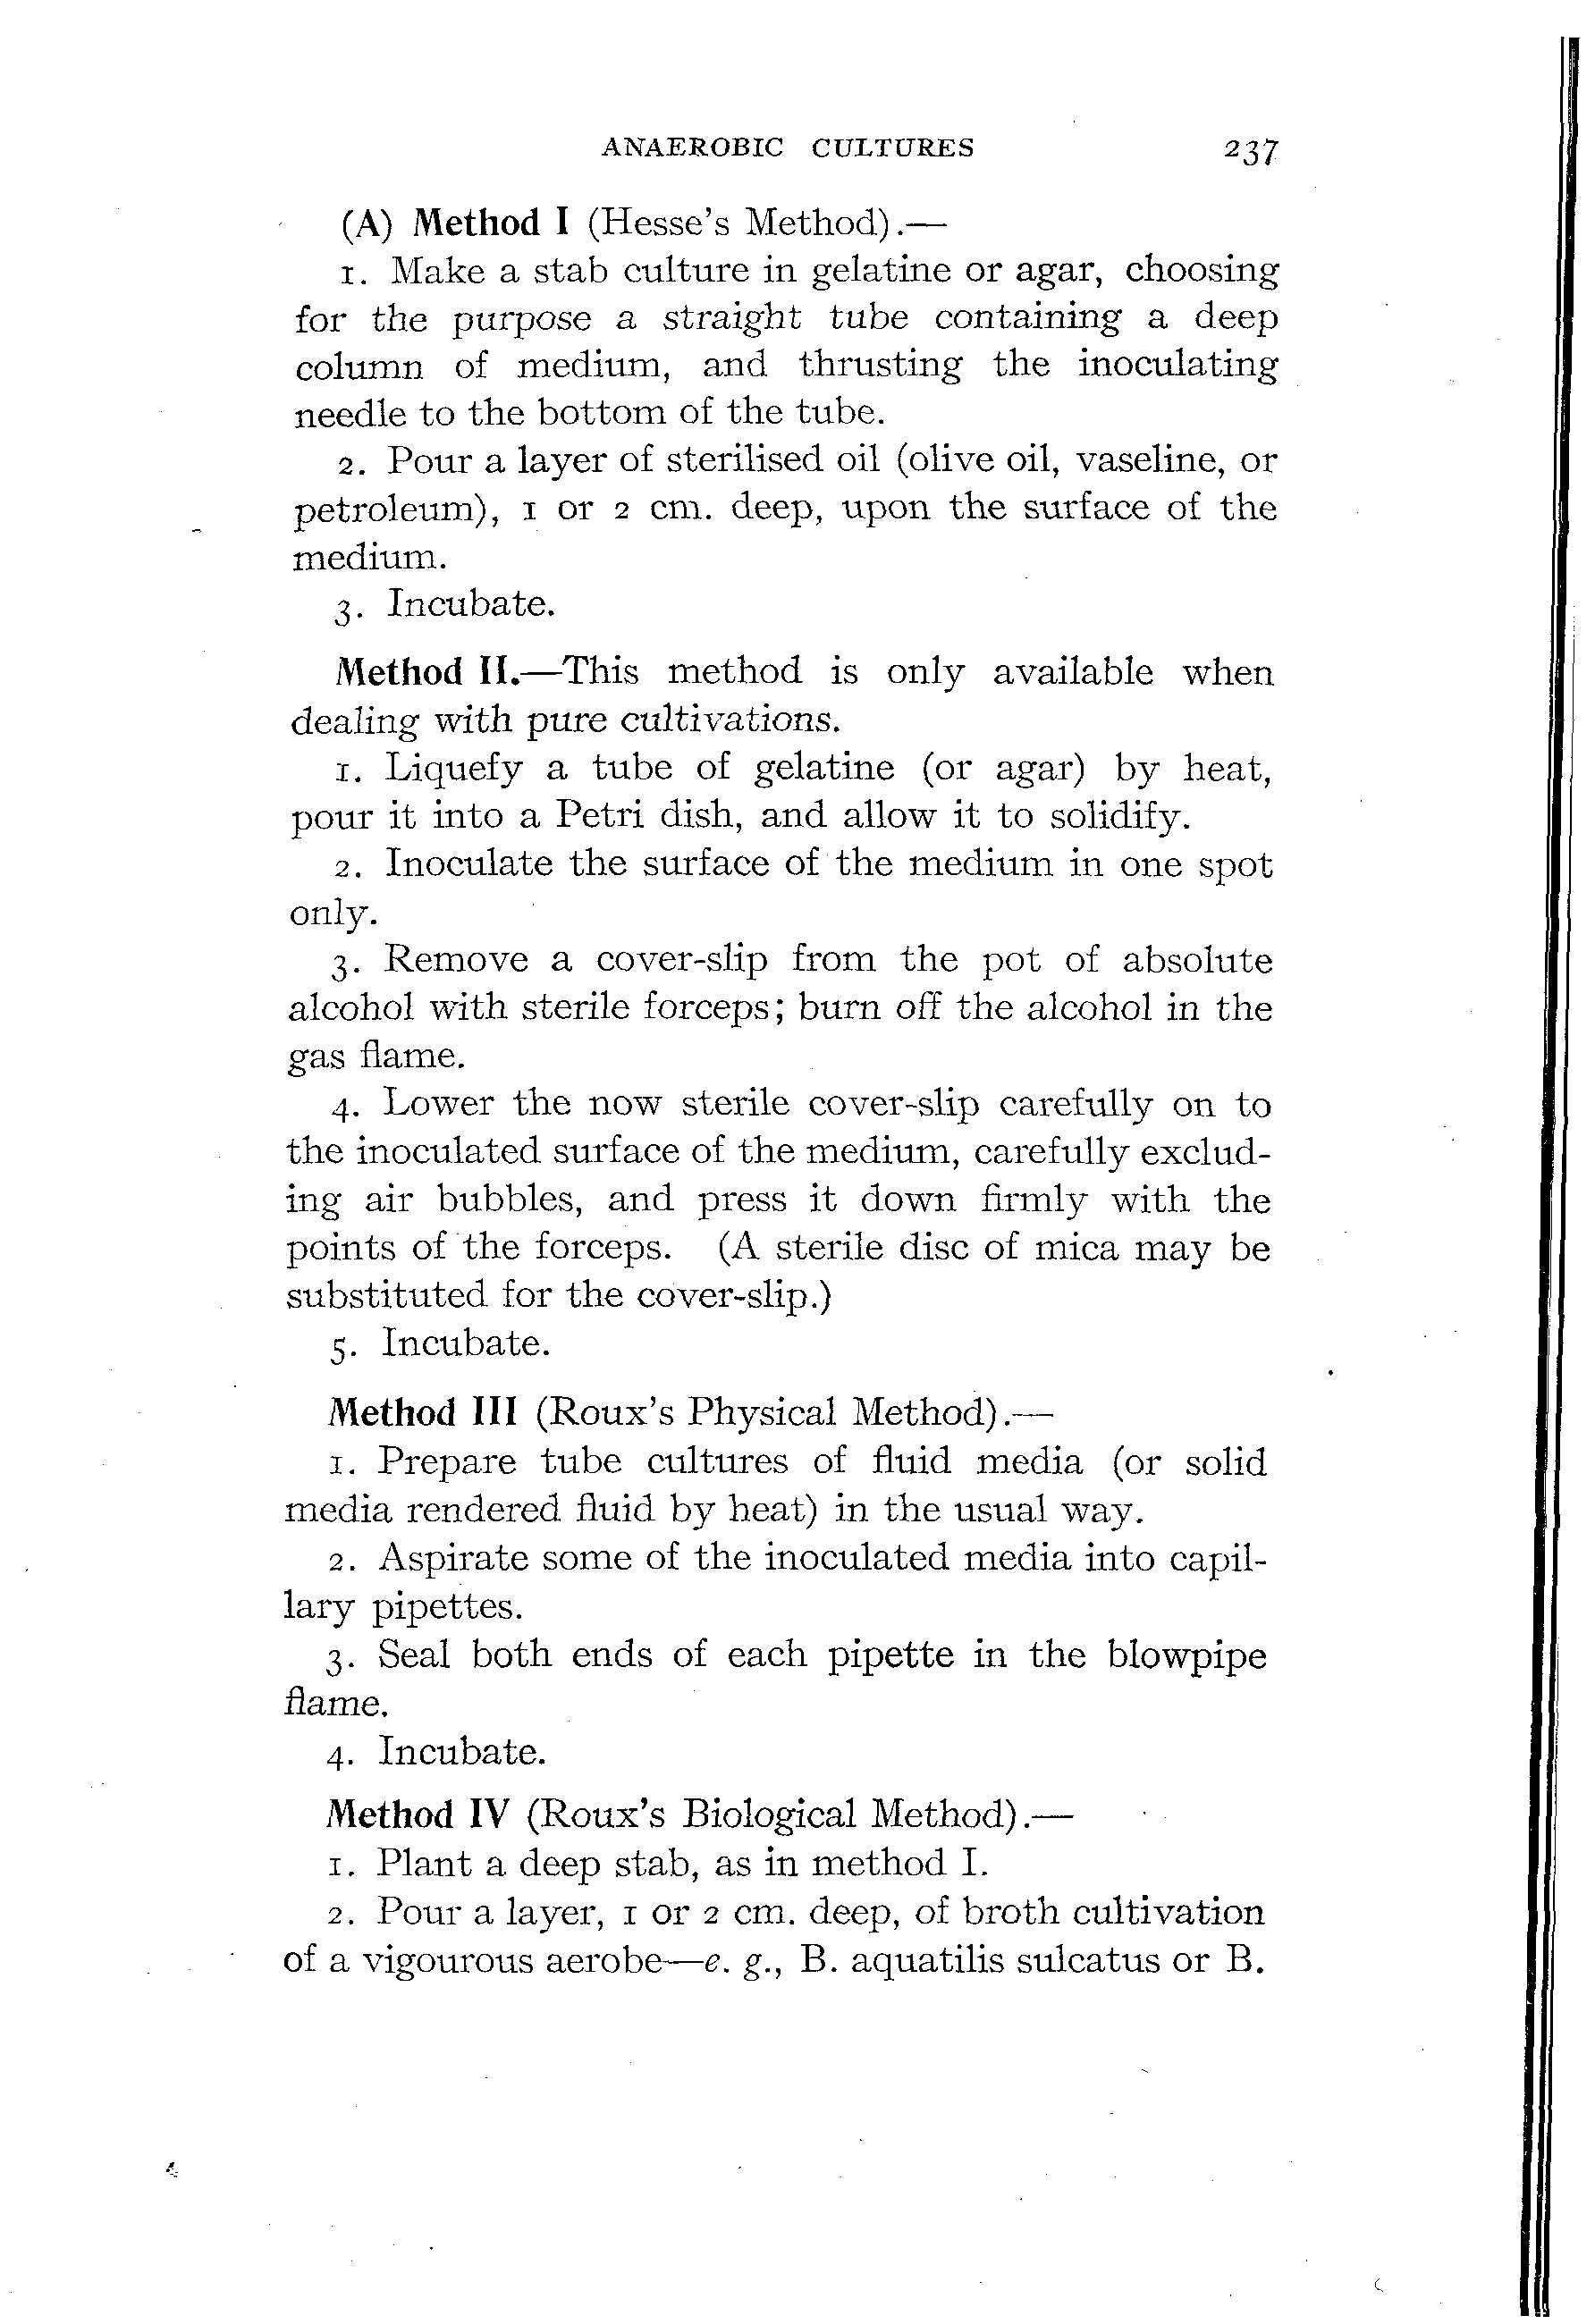 ANAEROBIC CULTURES 237
(A) Method I (Hesse's Method).—
1. Make a stab culture in gelatine or agar, choosing
for the purpose a straight tube containing a deep
column of medium, and thrusting the inoculating
needle to the bottom of the tube.
2. Pour a layer of sterilised oil (olive oil, vaseline, or
petroleum), 1 or 2 cm. deep, upon the surface of the
medium.
3. Incubate.
Method II.—This method is only available when
dealing with pure cultivations.
1. Liquefy a tube of gelatine (or agar) by heat,
pour it into a Petri dish, and allow it to solidify.
2. Inoculate the surface of the medium in one spot
only.
3. Remove a cover-slip from the pot of absolute
alcohol with sterile forceps; burn off the alcohol in the
gas flame.
4. Lower the now sterile cover-slip carefully on to
the inoculated surface of the medium, carefully exclud-
ing air bubbles, and press it down firmly with the
points of the forceps. (A sterile disc of mica may be
substituted for the cover-slip.)
5. Incubate.
Method III (Roux's Physical Method).—
1. Prepare tube cultures of fluid media (or solid
media rendered fluid by heat) in the usual way.
2. Aspirate some of the inoculated media into capil-
lary pipettes.
3. Seal both ends of each pipette in the blowpipe
flame.
4. Incubate.
Method IV (Roux's Biological Method).—
1. Plant a deep stab, as in method I.
2. Pour a layer, 1 or 2 cm. deep, of broth cultivation
of a vigourous aerobe—e. g., B. aquatilis sulcatus or B.